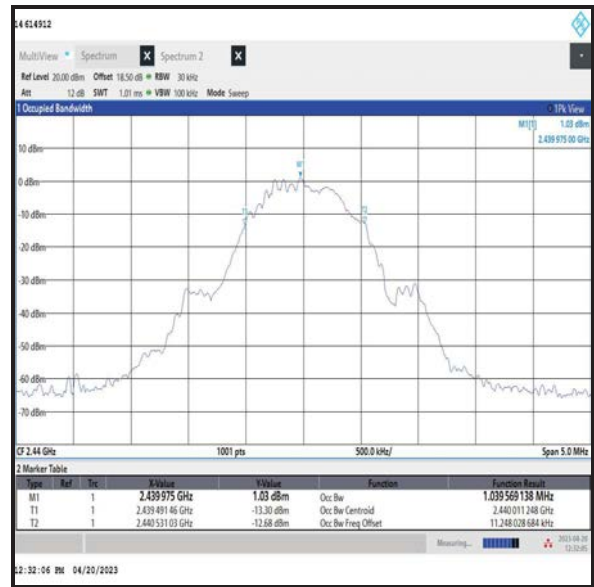 14 614912
MultiView Spectrum X Spectrum 2 X
Ref Level 20.00 dBm Offset 18.50 dB RBW 30 kHz
Att 12 dB SWT 1.01 ms VBW 100 kHz Mode Sweep
1 Occupied Bandwidth 1Pk View
M1[1] 1.03 dBm
2.439 975 00 GHz
10 dBm
M1
0 dBm
T1 T2
-10 dBm
-20 dBm
-30 dBm
-40 dBm
-50 dBm
-60 dBm
-70 dBm
CF 2.44 GHz 1001 pts 500.0 kHz/ Span 5.0 MHz
2 Marker Table
Type Ref Trc X-Value Y-Value Function Function Result
M1 1 2.439 975 GHz 1.03 dBm Occ Bw 1.039 569 138 MHz
T1 1 2.439 491 46 GHz -13.30 dBm Occ Bw Centroid 2.440 011 248 GHz
T2 1 2.440 531 03 GHz -12.68 dBm Occ Bw Freq Offset 11.248 028 684 kHz
Measuring... 2023-04-20
12:32:05
12:32:06 PM 04/20/2023